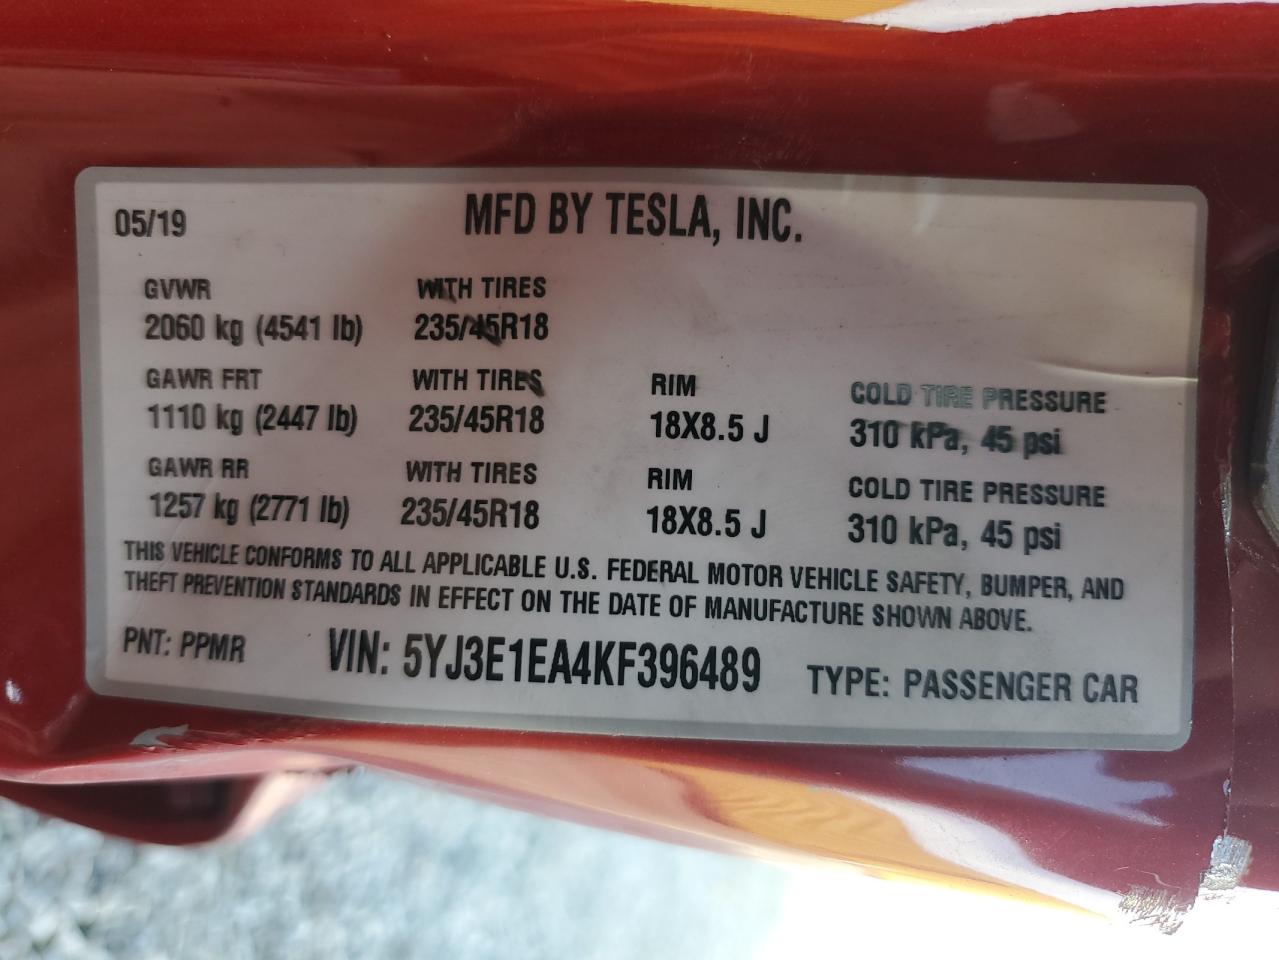 05/19 MFD BY TESLA, INC.
GVWR WITH TIRES
2060 kg (4541 lb) 235/45R18
GAWR FRT WITH TIRES RIM COLD TIRE PRESSURE
1110 kg (2447 lb) 235/45R18 18X8.5 J 310 kPa, 45 psi
GAWR RR WITH TIRES RIM COLD TIRE PRESSURE
1257 kg (2771 lb) 235/45R18 18X8.5 J 310 kPa, 45 psi
THIS VEHICLE CONFORMS TO ALL APPLICABLE U.S. FEDERAL MOTOR VEHICLE SAFETY, BUMPER, AND
THEFT PREVENTION STANDARDS IN EFFECT ON THE DATE OF MANUFACTURE SHOWN ABOVE.
PNT: PPMR VIN: 5YJ3E1EA4KF396489 TYPE: PASSENGER CAR